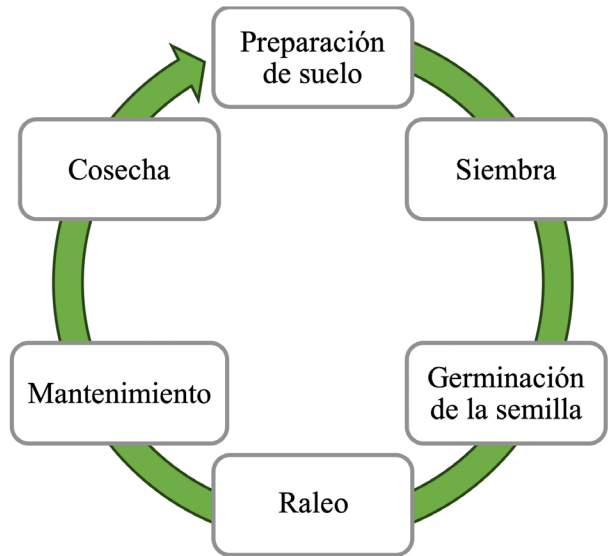 Preparación
de suelo
Siembra
Germinación
de la semilla
Raleo
Mantenimiento
Cosecha